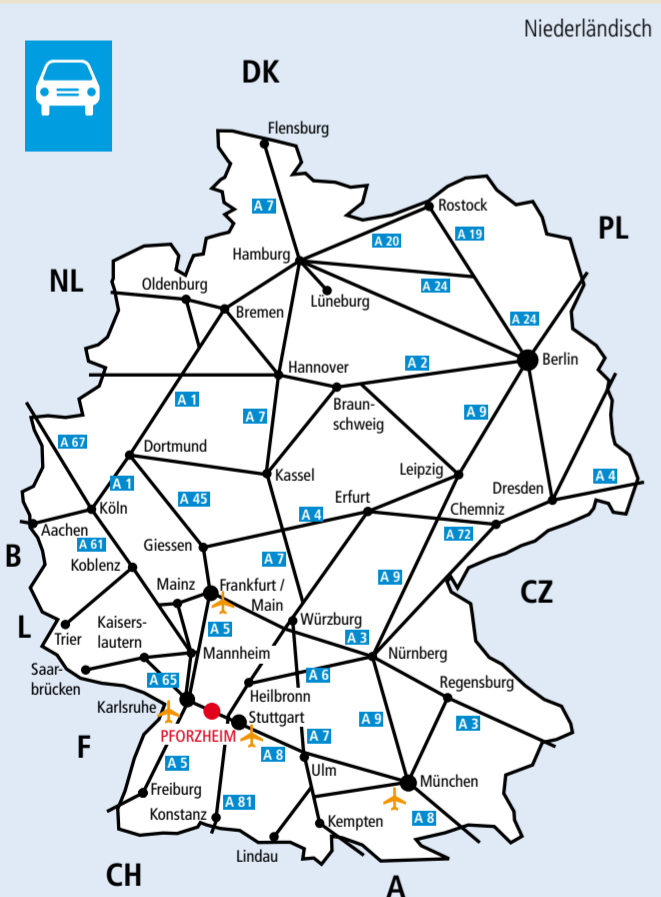 Niederländisch
DK
Flensburg
A 7
Rostock
A 20
A 19
PL
Hamburg
NL
Oldenburg
A 24
Lüneburg
Bremen
A 24
Hannover
A 2
Berlin
A 1
A 7
Braun-
schweig
A 9
A 67
Dortmund
Kassel
Leipzig
A 4
A 1
A 45
Erfurt
Dresden
Köln
A 4
Chemniz
Aachen
A 72
A 61
Giessen
B
Koblenz
A 7
A 9
Mainz
Frankfurt /
Main
CZ
L
Trier
Kaisers-
lautern
A 5
Würzburg
A 3
Mannheim
Nürnberg
Saar-
brücken
A 65
A 6
Regensburg
Heilbronn
Karlsruhe
Stuttgart
A 9
A 3
PFORZHEIM
A 7
F
A 8
A 5
Ulm
München
Freiburg
A 81
Konstanz
Kempten
A 8
Lindau
CH
A